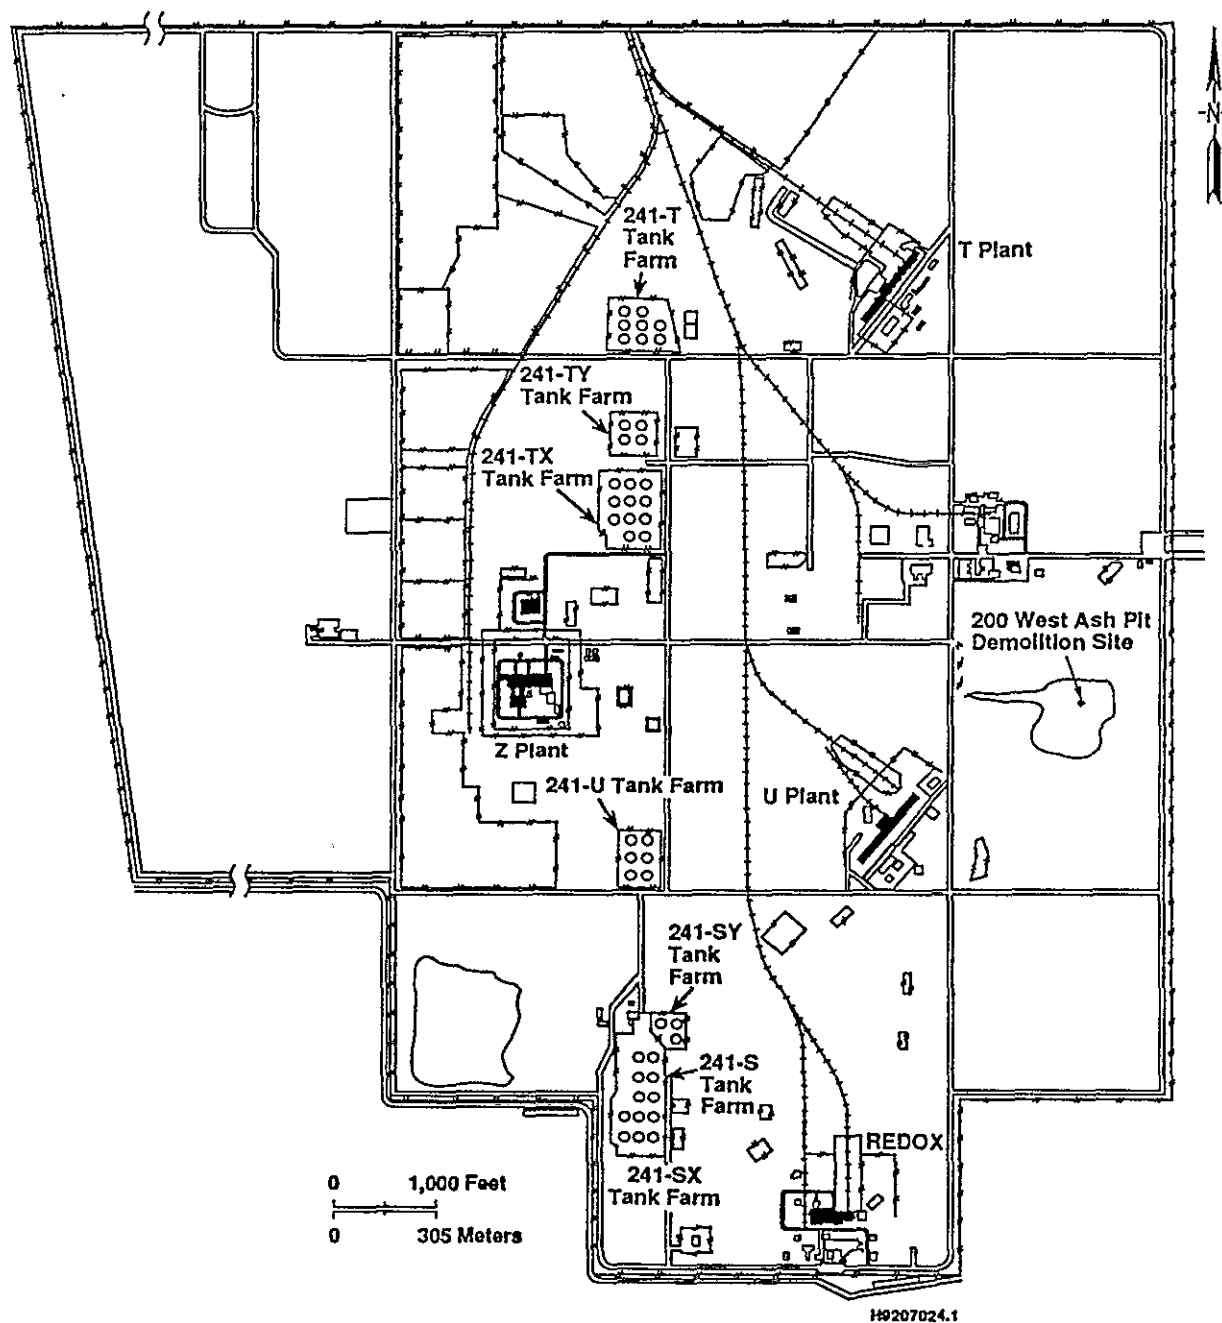 N
241-T
Tank
Farm
T Plant
241-TY
Tank Farm
241-TX
Tank Farm
200 West Ash Pit
Demolition Site
Z Plant
241-U Tank Farm
U Plant
241-SY
Tank
Farm
241-S
Tank
Farm
REDOX
241-SX
Tank Farm
0 1,000 Feet
0 305 Meters
H9207024.1